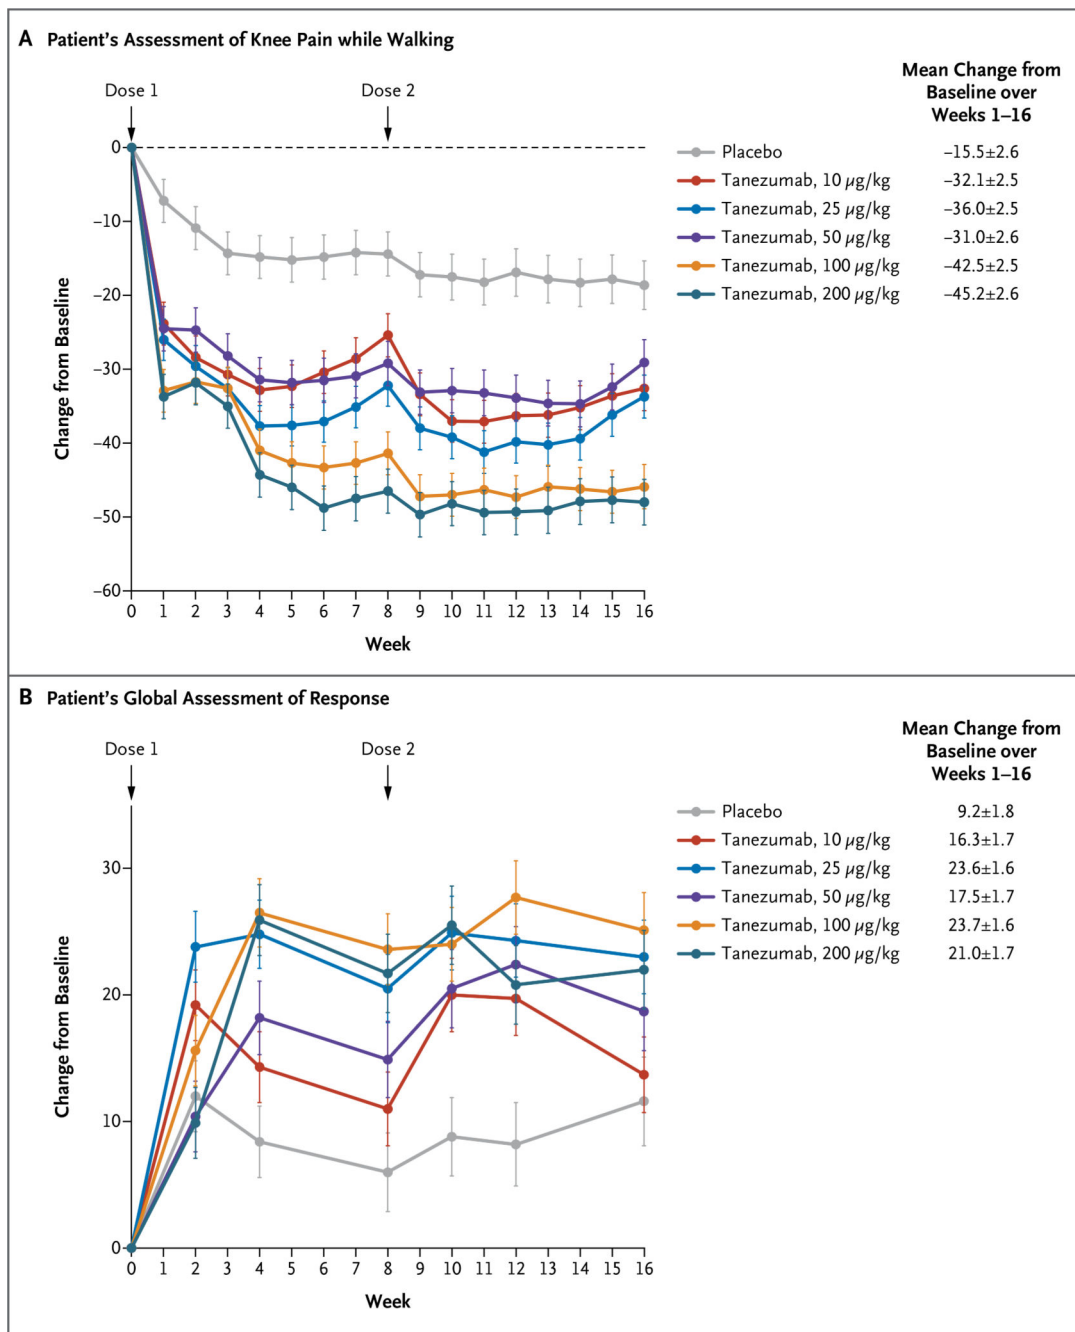 A Patient's Assessment of Knee Pain while Walking
Mean Change from
Baseline over
Weeks 1–16
Dose 1
Dose 2
0
–10
–20
–30
–40
–50
–60
Change from Baseline
Placebo –15.5±2.6
Tanezumab, 10 µg/kg –32.1±2.5
Tanezumab, 25 µg/kg –36.0±2.5
Tanezumab, 50 µg/kg –31.0±2.6
Tanezumab, 100 µg/kg –42.5±2.5
Tanezumab, 200 µg/kg –45.2±2.6
0 1 2 3 4 5 6 7 8 9 10 11 12 13 14 15 16
Week
B Patient's Global Assessment of Response
Mean Change from
Baseline over
Weeks 1–16
Dose 1
Dose 2
30
20
10
0
Change from Baseline
Placebo 9.2±1.8
Tanezumab, 10 µg/kg 16.3±1.7
Tanezumab, 25 µg/kg 23.6±1.6
Tanezumab, 50 µg/kg 17.5±1.7
Tanezumab, 100 µg/kg 23.7±1.6
Tanezumab, 200 µg/kg 21.0±1.7
0 1 2 3 4 5 6 7 8 9 10 11 12 13 14 15 16
Week